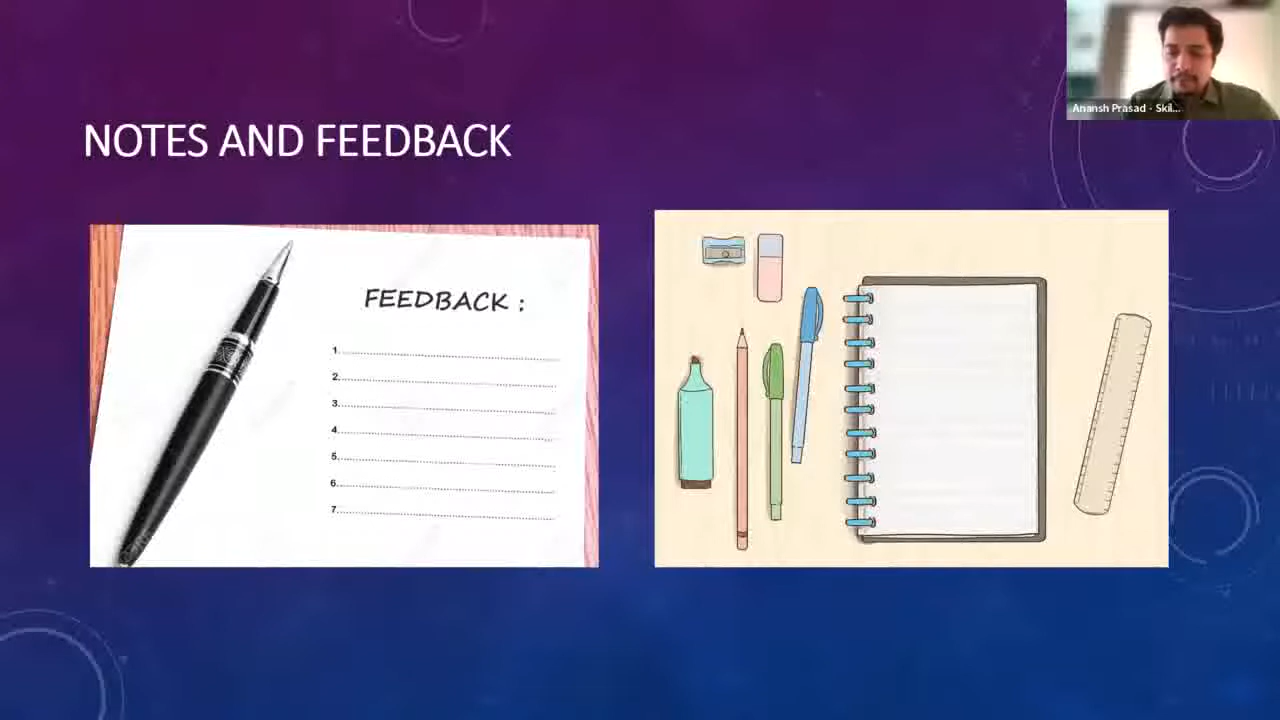 Anansh Prasad - Skil...
NOTES AND FEEDBACK
FEEDBACK :
1.
2.
3.
4.
5.
6.
7.